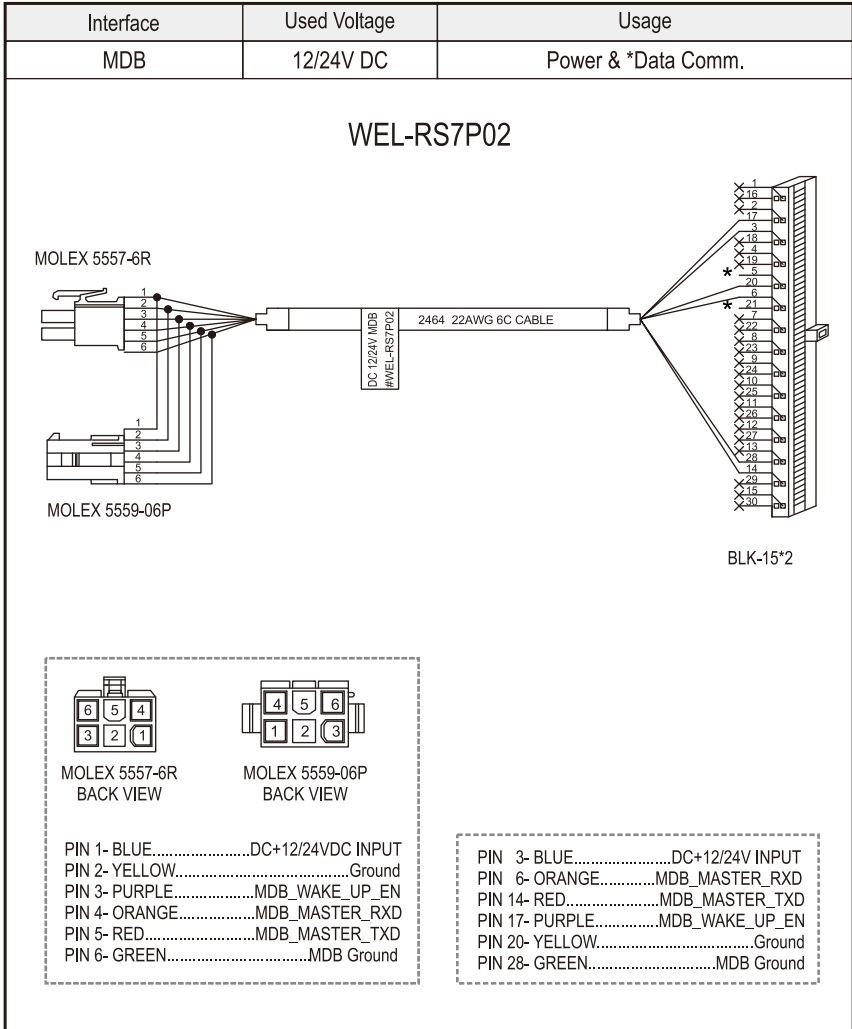 Interface Used Voltage Usage
MDB 12/24V DC Power & *Data Comm.
WEL-RS7P02
MOLEX 5557-6R
1
2
3
4
5
6
DC 12/24V MDB
#WEL-RS7P02
2464 22AWG 6C CABLE
1
16
2
17
3
18
4
19
* 5
20
6
* 21
7
22
8
23
9
24
10
25
11
26
12
27
13
28
14
29
15
30
1
2
3
4
5
6
MOLEX 5559-06P
BLK-15*2
6 5 4
3 2 1
4 5 6
1 2 3
MOLEX 5557-6R
BACK VIEW
MOLEX 5559-06P
BACK VIEW
PIN 1- BLUE..............................DC+12/24VDC INPUT
PIN 2- YELLOW....................................................Ground
PIN 3- PURPLE......................MDB_WAKE_UP_EN
PIN 4- ORANGE.....................MDB_MASTER_RXD
PIN 5- RED..............................MDB_MASTER_TXD
PIN 6- GREEN...........................................MDB Ground
PIN 3- BLUE.............................DC+12/24V INPUT
PIN 6- ORANGE.................MDB_MASTER_RXD
PIN 14- RED..........................MDB_MASTER_TXD
PIN 17- PURPLE..................MDB_WAKE_UP_EN
PIN 20- YELLOW...............................................Ground
PIN 28- GREEN......................................MDB Ground